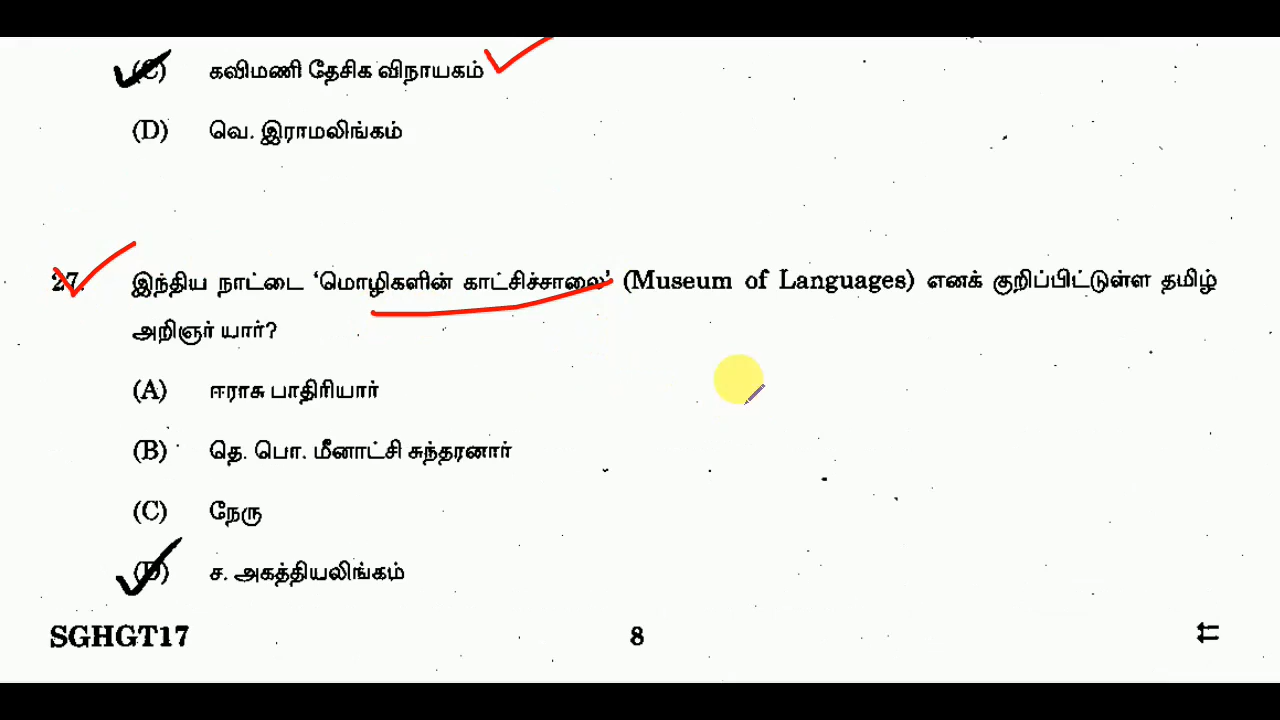 (C) கவிமணி தேசிக விநாயகம்
(D) வெ. இராமலிங்கம்
27. இந்திய நாட்டை ‘மொழிகளின் காட்சிச்சாலை’ (Museum of Languages) எனக் குறிப்பிட்டுள்ள தமிழ்
அறிஞர் யார்?
(A) ஈராசு பாதிரியார்
(B) தெ. பொ. மீனாட்சி சுந்தரனார்
(C) நேரு
(D) ச. அகத்தியலிங்கம்
SGHGT17 8